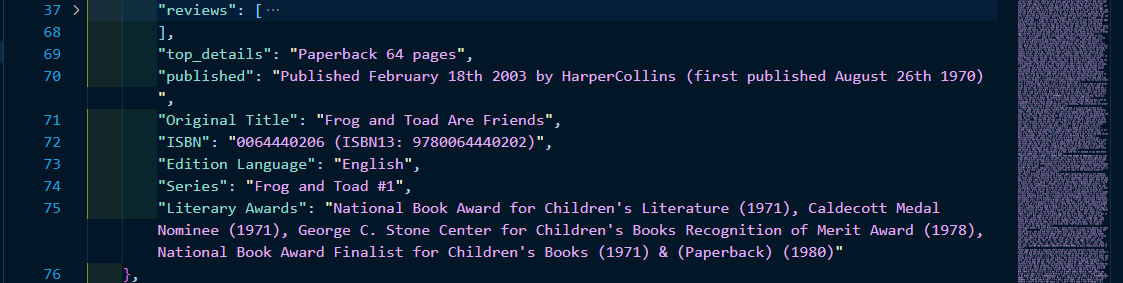 37 > "reviews": [ ···
68 ],
69 "top_details": "Paperback 64 pages",
70 "published": "Published February 18th 2003 by HarperCollins (first published August 26th 1970)
",
71 "Original Title": "Frog and Toad Are Friends",
72 "ISBN": "0064440206 (ISBN13: 9780064440202)",
73 "Edition Language": "English",
74 "Series": "Frog and Toad #1",
75 "Literary Awards": "National Book Award for Children's Literature (1971), Caldecott Medal
Nominee (1971), George C. Stone Center for Children's Books Recognition of Merit Award (1978),
National Book Award Finalist for Children's Books (1971) & (Paperback) (1980)"
76 },